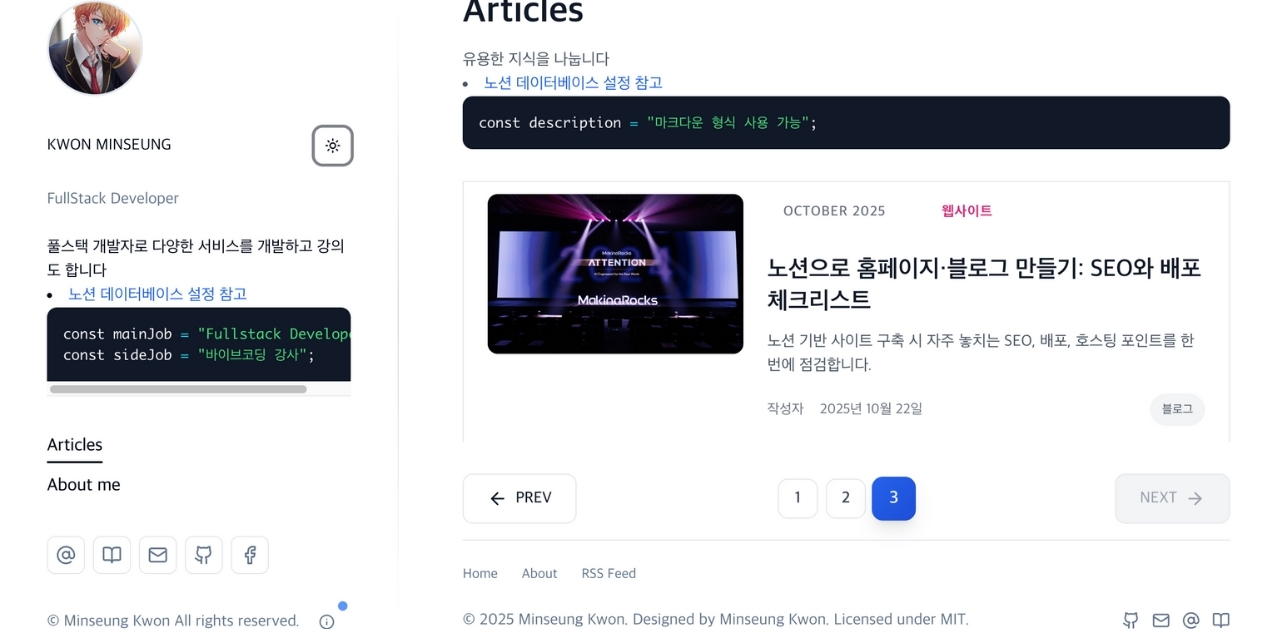 KWON MINSEUNG
FullStack Developer
풀스택 개발자로 다양한 서비스를 개발하고 강의
도 합니다
• 노션 데이터베이스 설정 참고
const mainJob = "Fullstack Develope
const sideJob = "바이브코딩 강사";
Articles
About me
© Minseung Kwon All rights reserved.
Articles
유용한 지식을 나눕니다
• 노션 데이터베이스 설정 참고
const description = "마크다운 형식 사용 가능";
MakinaRocks
ATTENTION
MakinaRocks
OCTOBER 2025 웹사이트
노션으로 홈페이지·블로그 만들기: SEO와 배포
체크리스트
노션 기반 사이트 구축 시 자주 놓치는 SEO, 배포, 호스팅 포인트를 한
번에 점검합니다.
작성자 2025년 10월 22일 블로그
← PREV 1 2 3 NEXT →
Home About RSS Feed
© 2025 Minseung Kwon. Designed by Minseung Kwon. Licensed under MIT.